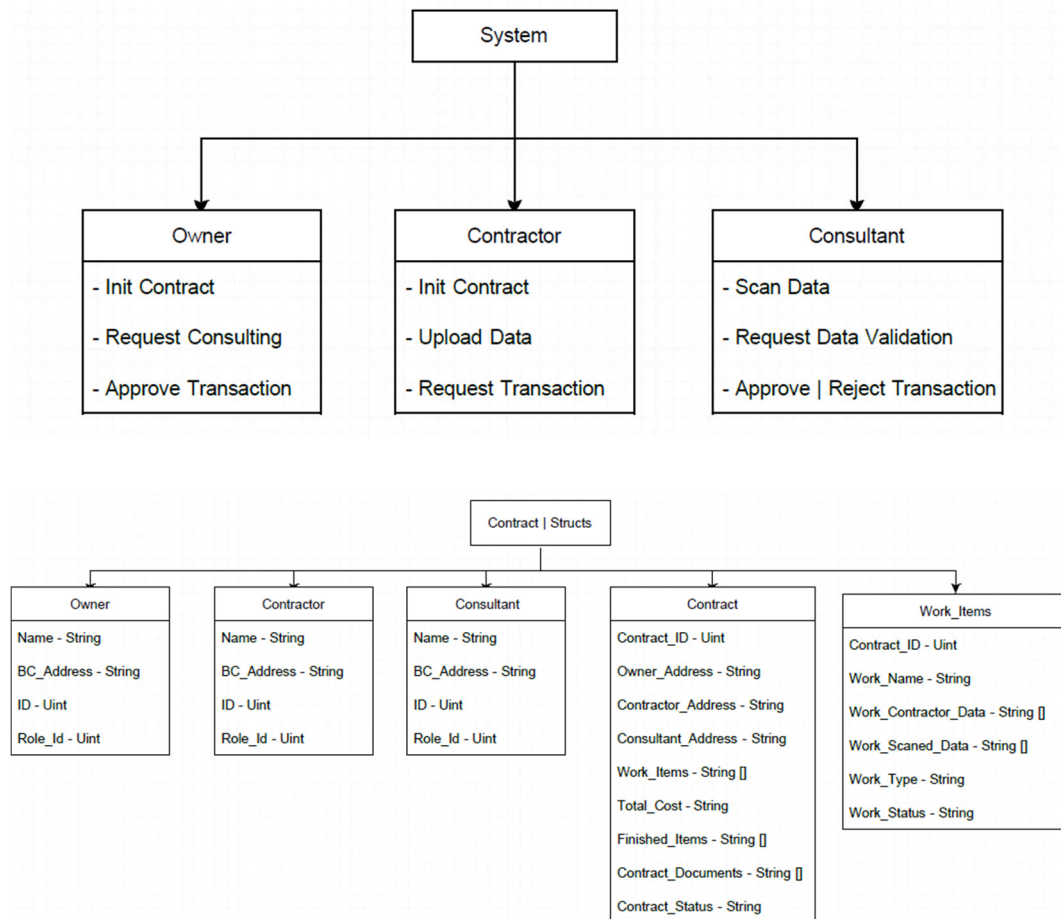 System
Owner
- Init Contract
- Request Consulting
- Approve Transaction
Contractor
- Init Contract
- Upload Data
- Request Transaction
Consultant
- Scan Data
- Request Data Validation
- Approve | Reject Transaction
Contract | Structs
Owner
Name - String
BC_Address - String
ID - Uint
Role_Id - Uint
Contractor
Name - String
BC_Address - String
ID - Uint
Role_Id - Uint
Consultant
Name - String
BC_Address - String
ID - Uint
Role_Id - Uint
Contract
Contract_ID - Uint
Owner_Address - String
Contractor_Address - String
Consultant_Address - String
Work_Items - String []
Total_Cost - String
Finished_Items - String []
Contract_Documents - String []
Contract_Status - String
Work_Items
Contract_ID - Uint
Work_Name - String
Work_Contractor_Data - String []
Work_Scaned_Data - String []
Work_Type - String
Work_Status - String